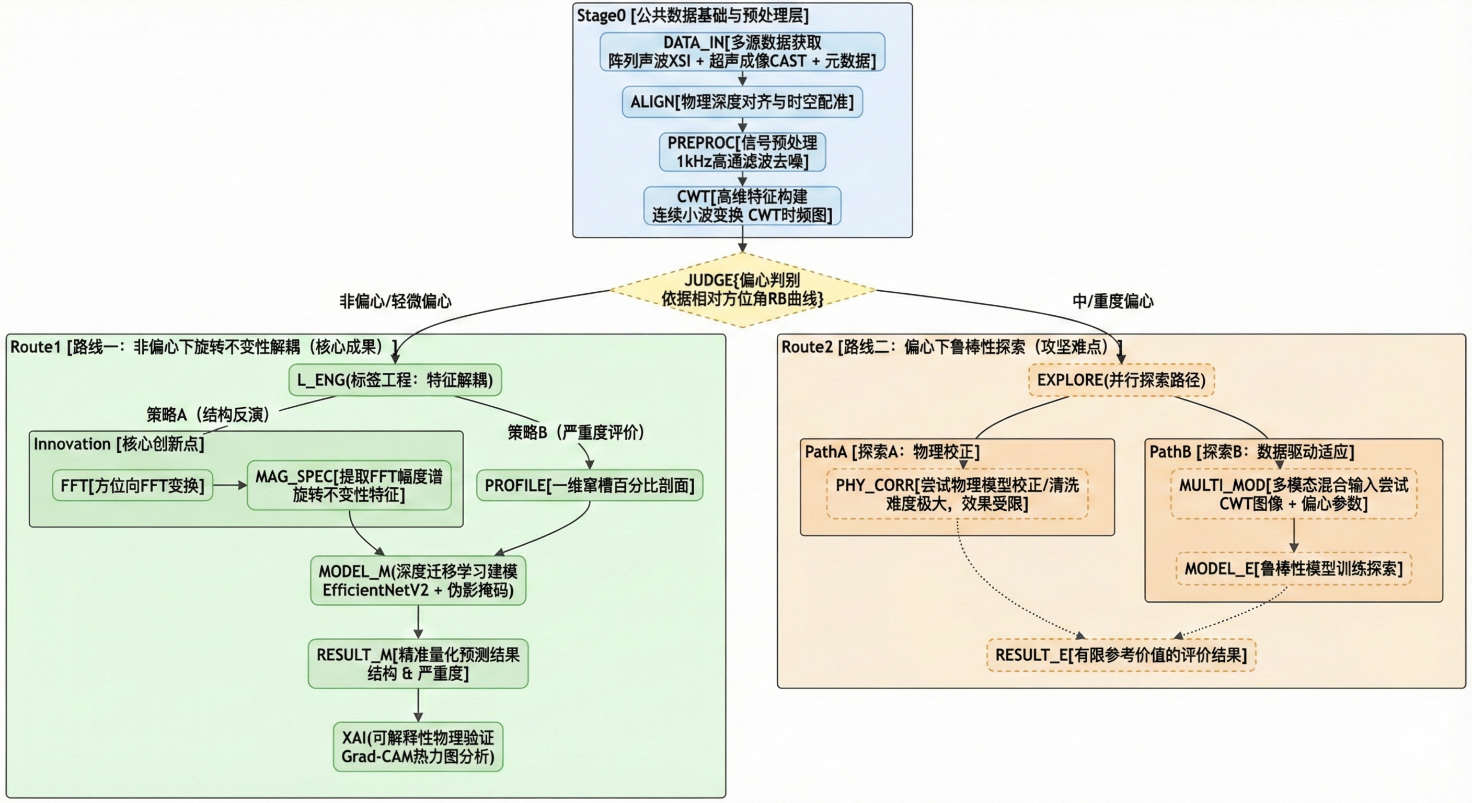 Stage0 [公共数据基础与预处理层]
DATA_IN[多源数据获取
阵列声波XSI + 超声成像CAST + 元数据]
ALIGN[物理深度对齐与时空配准]
PREPROC[信号预处理
1kHz高通滤波去噪]
CWT[高维特征构建
连续小波变换 CWT时频图]
JUDGE{偏心判别
依据相对方位角RB曲线}
非偏心/轻微偏心
中/重度偏心
Route1 [路线一：非偏心下旋转不变性解耦（核心成果）]
L_ENG(标签工程：特征解耦)
策略A（结构反演）
策略B（严重度评价）
Innovation [核心创新点]
FFT[方位向FFT变换]
MAG_SPEC[提取FFT幅度谱
旋转不变性特征]
PROFILE[一维窜槽百分比剖面]
MODEL_M(深度迁移学习建模
EfficientNetV2 + 伪影掩码)
RESULT_M[精准量化预测结果
结构 & 严重度]
XAI(可解释性物理验证
Grad-CAM热力图分析)
Route2 [路线二：偏心下鲁棒性探索（攻坚难点）]
EXPLORE(并行探索路径)
PathA [探索A：物理校正]
PHY_CORR[尝试物理模型校正/清洗
难度极大，效果受限]
PathB [探索B：数据驱动适应]
MULTI_MOD[多模态混合输入尝试
CWT图像 + 偏心参数]
MODEL_E[鲁棒性模型训练探索]
RESULT_E[有限参考价值的评价结果]